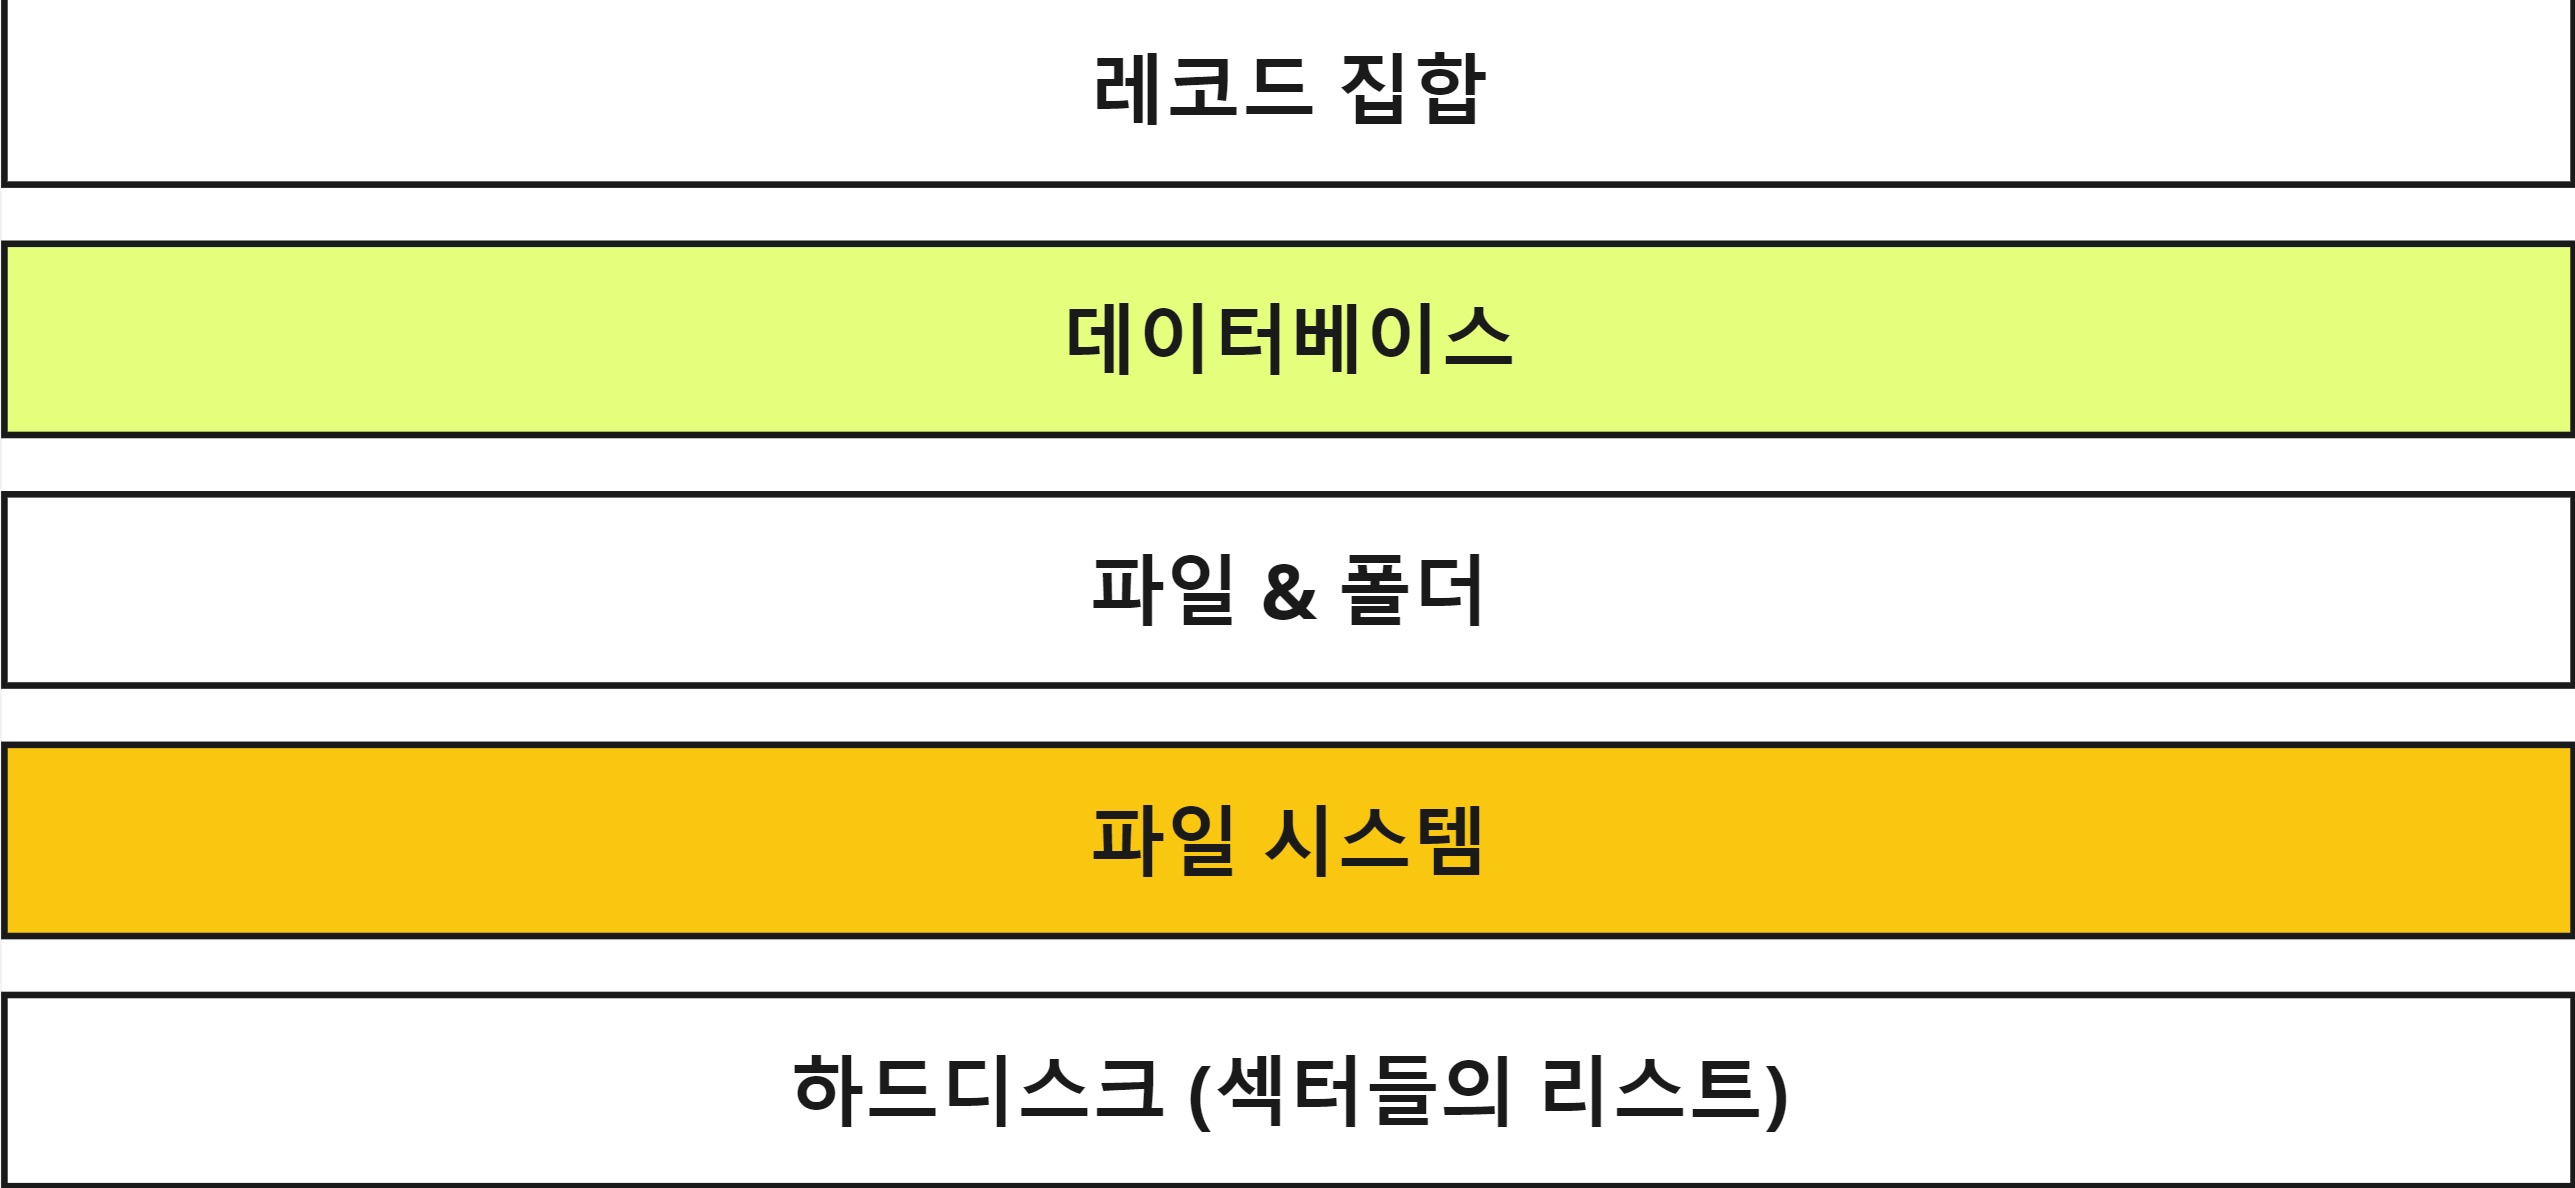 레코드 집합
데이터베이스
파일 & 폴더
파일 시스템
하드디스크 (섹터들의 리스트)